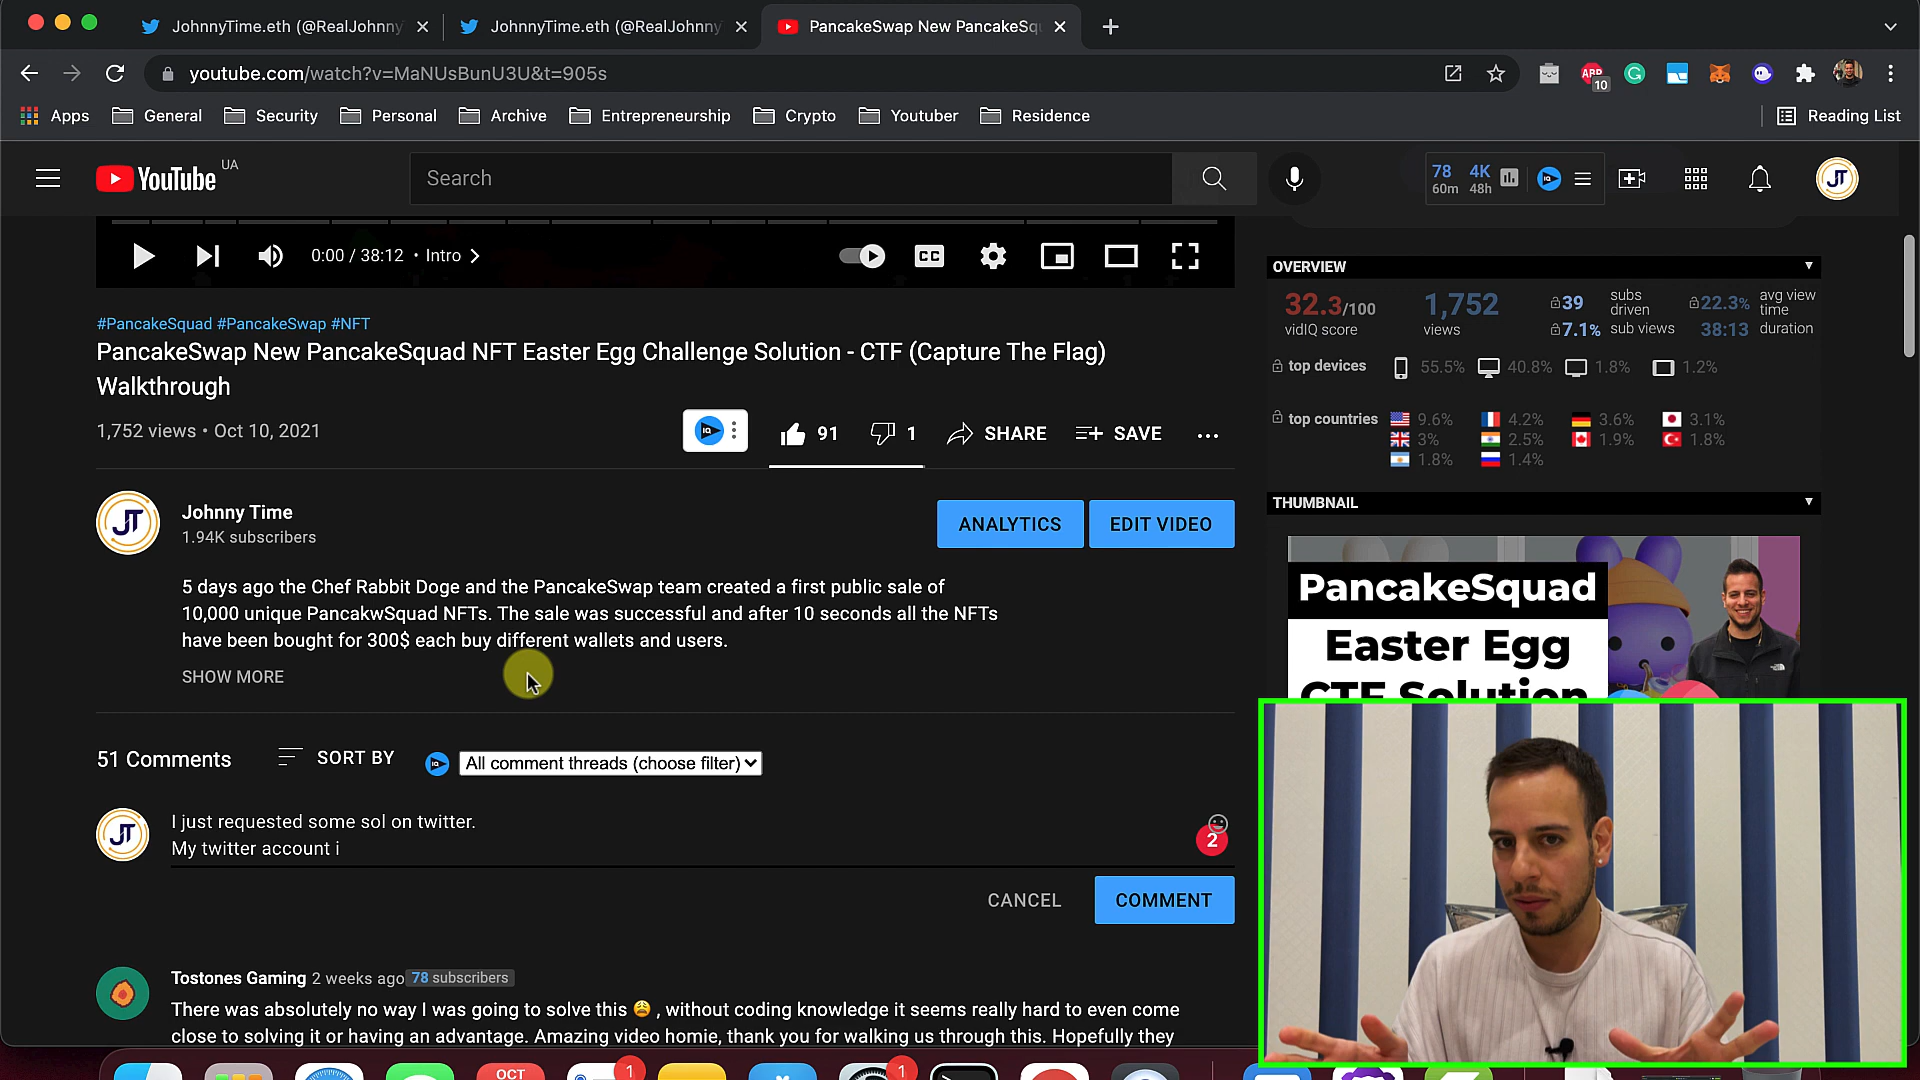 JohnnyTime.eth (@RealJohnny
JohnnyTime.eth (@RealJohnny
PancakeSwap New PancakeSq
youtube.com/watch?v=MaNUsBunU3U&t=905s
ABP
10
Apps
General
Security
Personal
Archive
Entrepreneurship
Crypto
Youtuber
Residence
Reading List
YouTube
UA
Search
78 4K
60m 48h
JT
0:00 / 38:12 • Intro
CC
#PancakeSquad #PancakeSwap #NFT
PancakeSwap New PancakeSquad NFT Easter Egg Challenge Solution - CTF (Capture The Flag)
Walkthrough
1,752 views • Oct 10, 2021
91
1
SHARE
SAVE
JT
Johnny Time
1.94K subscribers
ANALYTICS
EDIT VIDEO
5 days ago the Chef Rabbit Doge and the PancakeSwap team created a first public sale of
10,000 unique PancakwSquad NFTs. The sale was successful and after 10 seconds all the NFTs
have been bought for 300$ each buy different wallets and users.
SHOW MORE
51 Comments
SORT BY
All comment threads (choose filter)
JT
I just requested some sol on twitter.
My twitter account i
2
CANCEL
COMMENT
Tostones Gaming 2 weeks ago 78 subscribers
There was absolutely no way I was going to solve this 😩 , without coding knowledge it seems really hard to even come
close to solving it or having an advantage. Amazing video homie, thank you for walking us through this. Hopefully they
OVERVIEW
32.3/100
vidIQ score
1,752
views
39 subs driven
7.1% sub views
22.3% avg view time
38:13 duration
top devices
55.5% 40.8% 1.8% 1.2%
top countries
9.6% 4.2% 3.6% 3.1%
3% 2.5% 1.9% 1.8%
1.8% 1.4%
THUMBNAIL
PancakeSquad
Easter Egg
CTF Solution
OCT
1
1